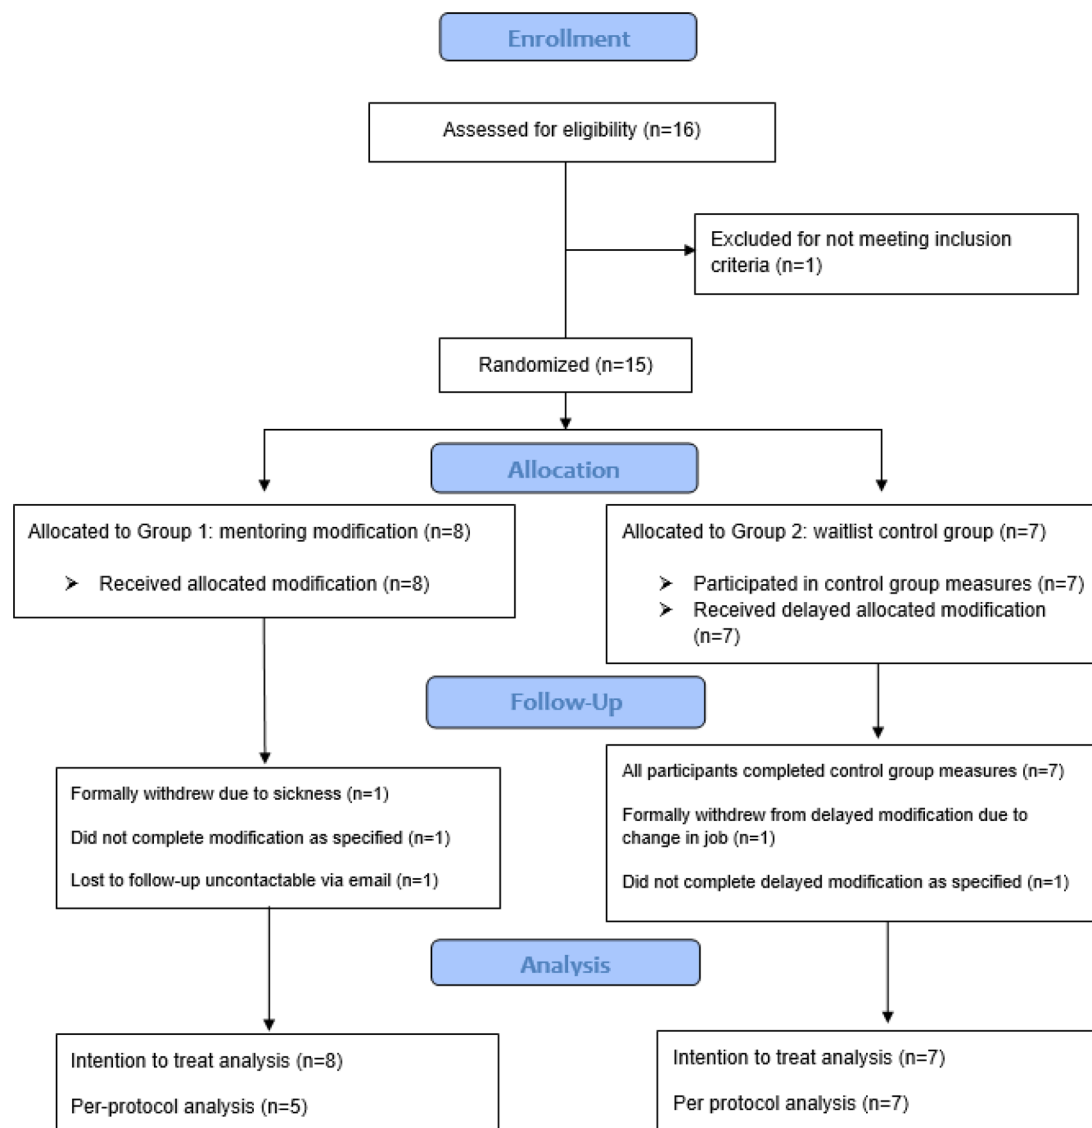 Enrollment
Assessed for eligibility (n=16)
Excluded for not meeting inclusion
criteria (n=1)
Randomized (n=15)
Allocation
Allocated to Group 1: mentoring modification (n=8)
➤ Received allocated modification (n=8)
Allocated to Group 2: waitlist control group (n=7)
➤ Participated in control group measures (n=7)
➤ Received delayed allocated modification
(n=7)
Follow-Up
Formally withdrew due to sickness (n=1)
Did not complete modification as specified (n=1)
Lost to follow-up uncontactable via email (n=1)
All participants completed control group measures (n=7)
Formally withdrew from delayed modification due to
change in job (n=1)
Did not complete delayed modification as specified (n=1)
Analysis
Intention to treat analysis (n=8)
Per-protocol analysis (n=5)
Intention to treat analysis (n=7)
Per protocol analysis (n=7)